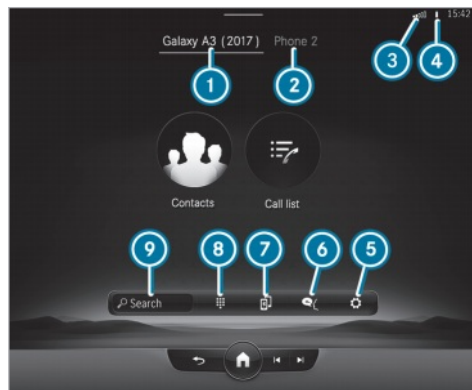 15:42
Galaxy A3 (2017) Phone 2
3 4
1 2
Contacts Call list
9 8 7 6 5
Search